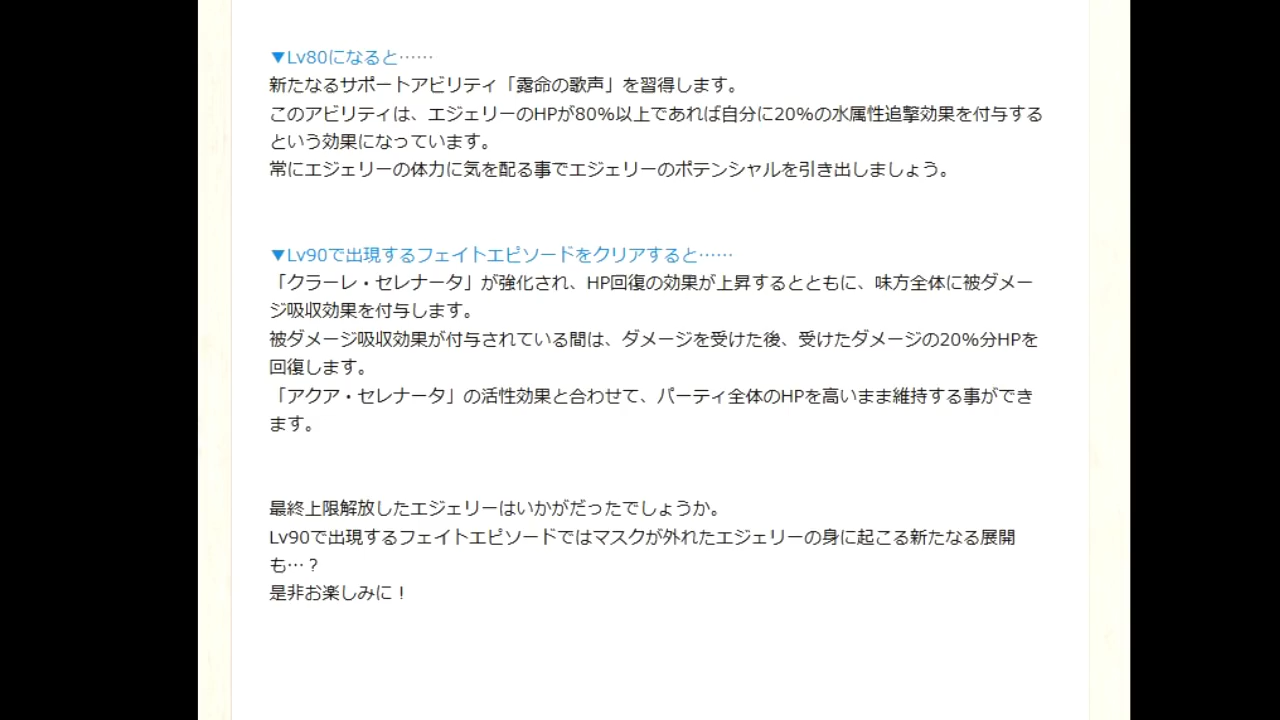 ▼Lv80になると……
新たなるサポートアビリティ「露命の歌声」を習得します。
このアビリティは、エジェリーのHPが80%以上であれば自分に20%の水属性追撃効果を付与する
という効果になっています。
常にエジェリーの体力に気を配る事でエジェリーのポテンシャルを引き出しましょう。
▼Lv90で出現するフェイトエピソードをクリアすると……
「クラーレ・セレナータ」が強化され、HP回復の効果が上昇するとともに、味方全体に被ダメー
ジ吸収効果を付与します。
被ダメージ吸収効果が付与されている間は、ダメージを受けた後、受けたダメージの20%分HPを
回復します。
「アクア・セレナータ」の活性効果と合わせて、パーティ全体のHPを高いまま維持する事ができ
ます。
最終上限解放したエジェリーはいかがだったでしょうか。
Lv90で出現するフェイトエピソードではマスクが外れたエジェリーの身に起こる新たなる展開
も…？
是非お楽しみに！